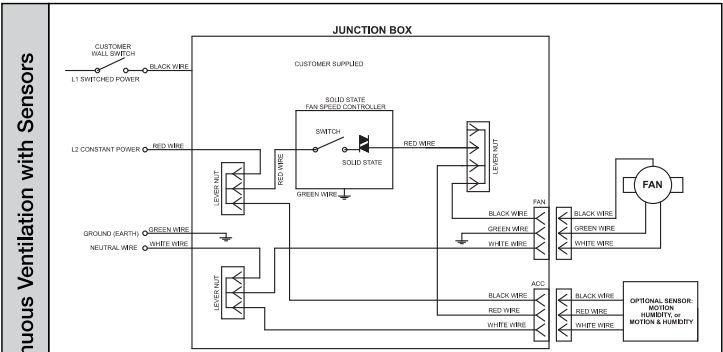 nuous Ventilation with Sensors
JUNCTION BOX
CUSTOMER
WALL SWITCH
BLACK WIRE
L1 SWITCHED POWER
CUSTOMER SUPPLIED
SOLID STATE
FAN SPEED CONTROLLER
SWITCH
SOLID STATE
GREEN WIRE
L2 CONSTANT POWER
RED WIRE
LEVER NUT
RED WIRE
RED WIRE
LEVER NUT
FAN
FAN
BLACK WIRE
BLACK WIRE
GREEN WIRE
GREEN WIRE
WHITE WIRE
WHITE WIRE
GROUND (EARTH)
GREEN WIRE
NEUTRAL WIRE
WHITE WIRE
LEVER NUT
ACC
BLACK WIRE
BLACK WIRE
RED WIRE
RED WIRE
WHITE WIRE
WHITE WIRE
OPTIONAL SENSOR:
MOTION
HUMIDITY, or
MOTION & HUMIDITY